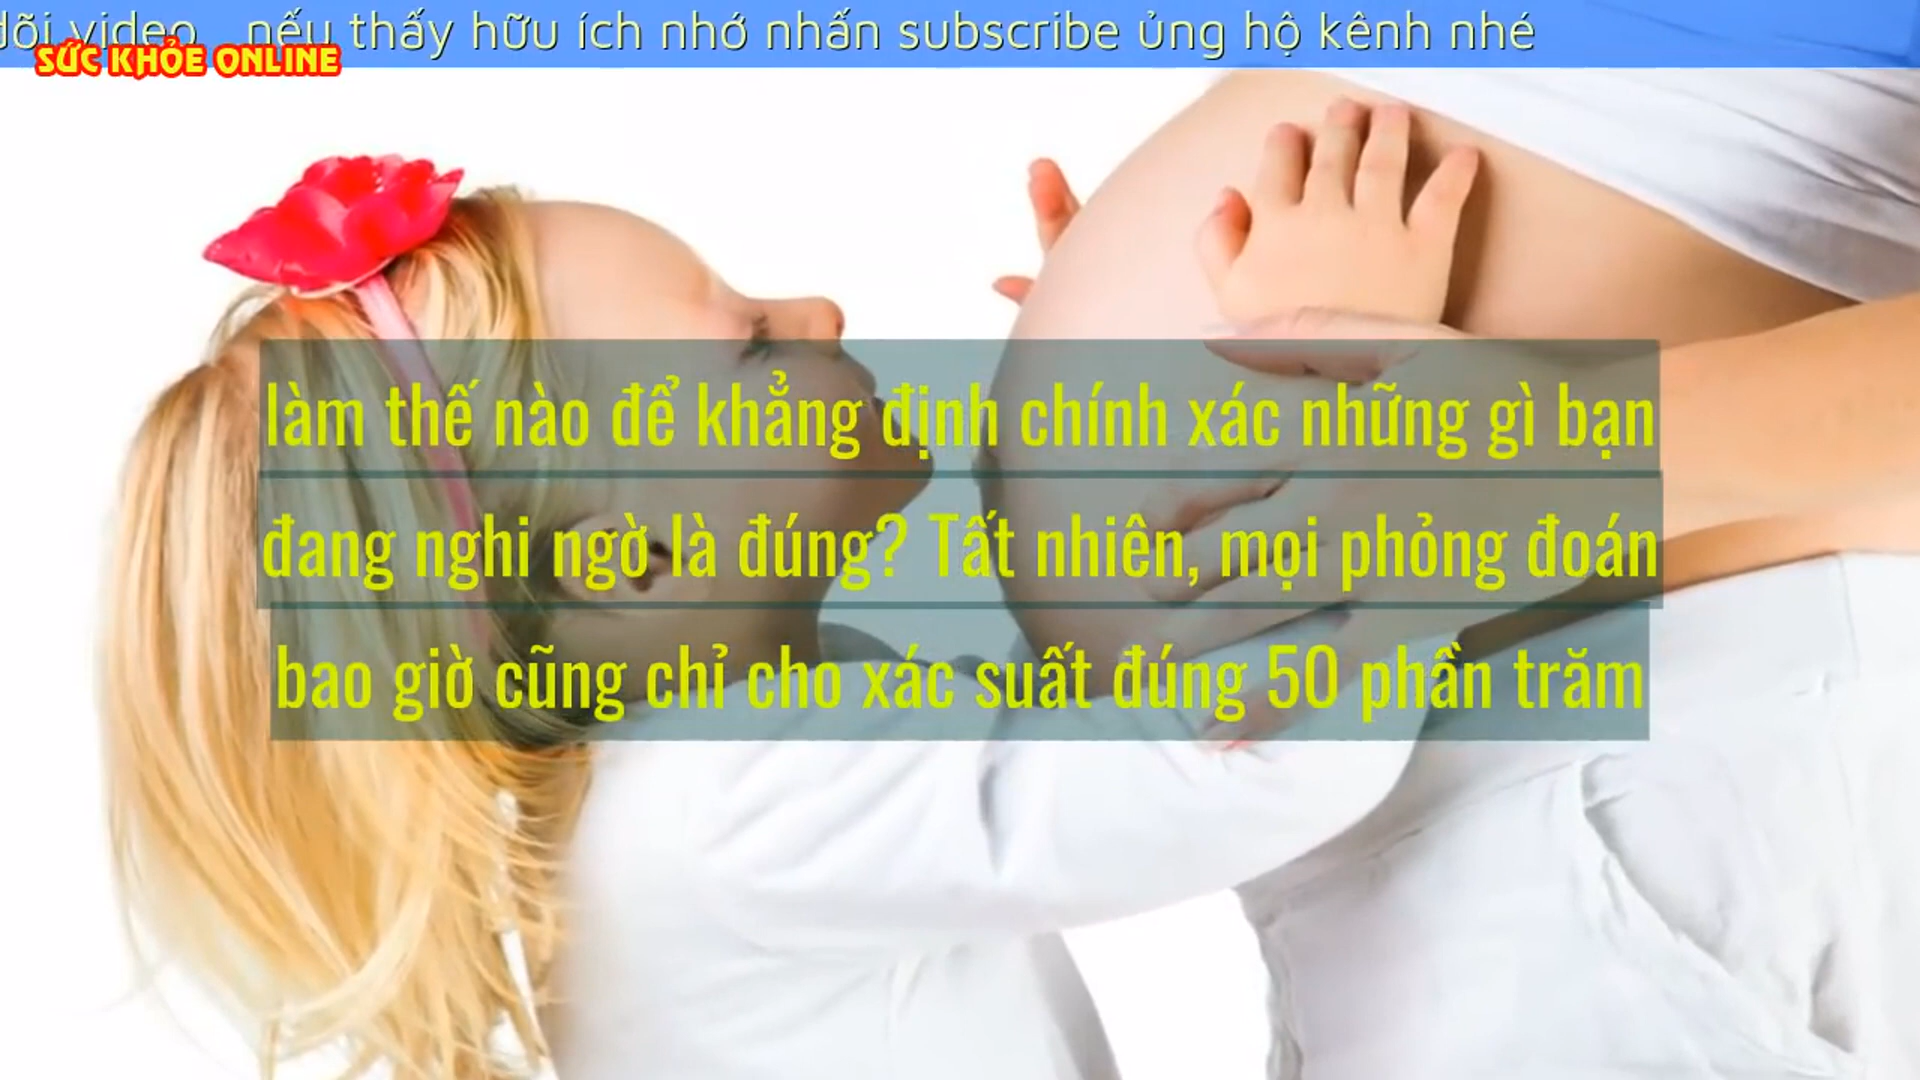 dõi video nếu thấy hữu ích nhớ nhấn subscribe ủng hộ kênh nhé
SỨC KHỎE ONLINE
làm thế nào để khẳng định chính xác những gì bạn
đang nghi ngờ là đúng? Tất nhiên, mọi phỏng đoán
bao giờ cũng chỉ cho xác suất đúng 50 phần trăm